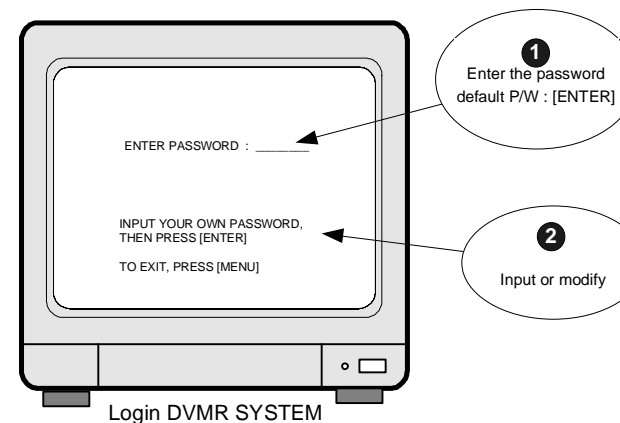 1
Enter the password
default P/W : [ENTER]
ENTER PASSWORD : ________
INPUT YOUR OWN PASSWORD,
THEN PRESS [ENTER]
TO EXIT, PRESS [MENU]
2
Input or modify
Login DVMR SYSTEM